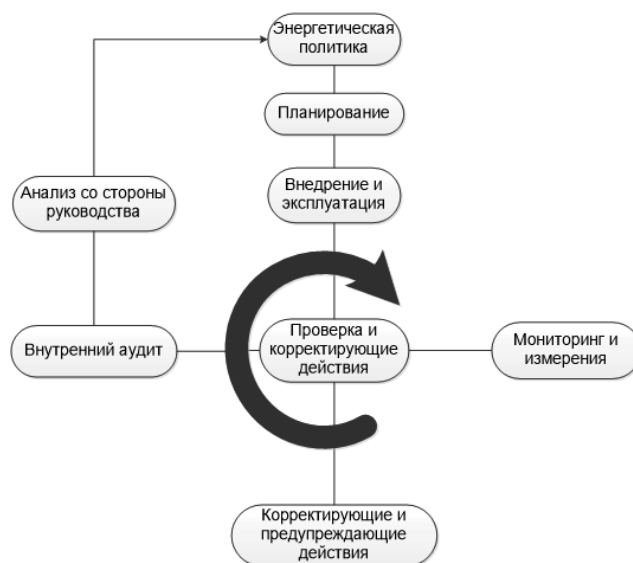 Энергетическая
политика
Планирование
Внедрение и
эксплуатация
Анализ со стороны
руководства
Проверка и
корректирующие
действия
Внутренний аудит
Мониторинг и
измерения
Корректирующие и
предупреждающие
действия